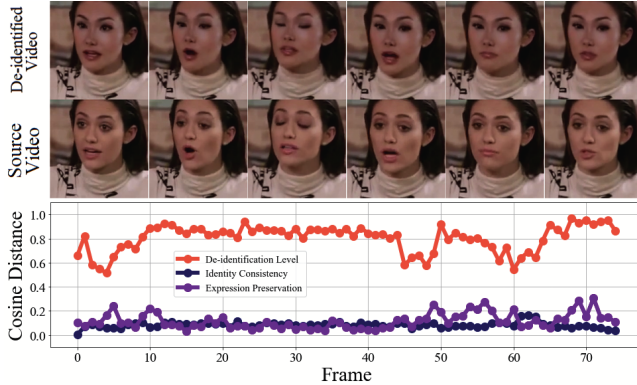 De-identified
Video
Source
Video
Cosine Distance
1.0
0.8
0.6
0.4
0.2
0.0
De-identification Level
Identity Consistency
Expression Preservation
0
10
20
30
40
50
60
70
Frame